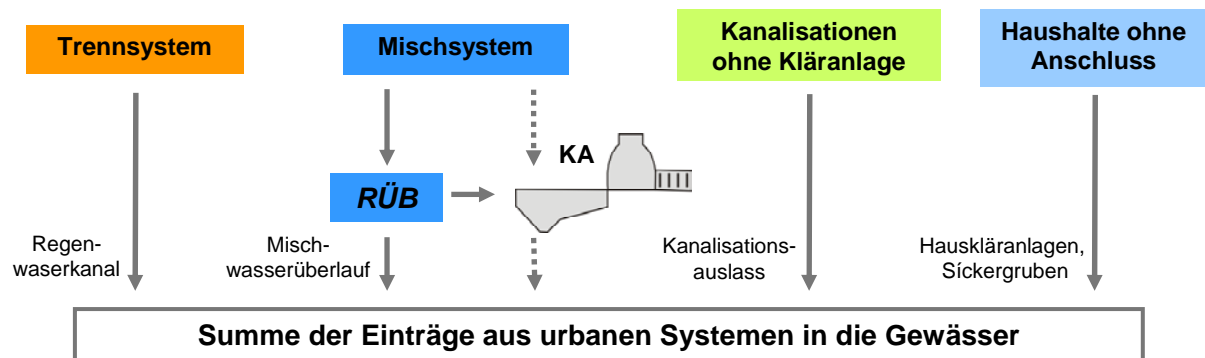 Trennsystem
Mischsystem
Kanalisationen
ohne Kläranlage
Haushalte ohne
Anschluss
KA
RÜB
Regen-
waserkanal
Misch-
wasserüberlauf
Kanalisations-
auslass
Hauskläranlagen,
Síckergruben
Summe der Einträge aus urbanen Systemen in die Gewässer